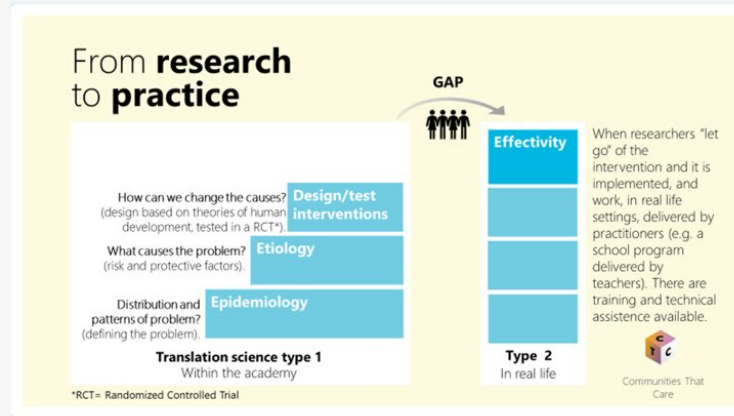 From research
to practice
GAP
How can we change the causes?
(design based on theories of human
development, tested in a RCT*).
Design/test
interventions
What causes the problem?
(risk and protective factors).
Etiology
Distribution and
patterns of problem?
(defining the problem).
Epidemiology
Translation science type 1
Within the academy
*RCT= Randomized Controlled Trial
Effectivity
Type 2
In real life
When researchers "let
go" of the
intervention and it is
implemented, and
work, in real life
settings, delivered by
practitioners (e.g. a
school program
delivered by
teachers). There are
training and technical
assistence available.
C
T C
Communities That
Care